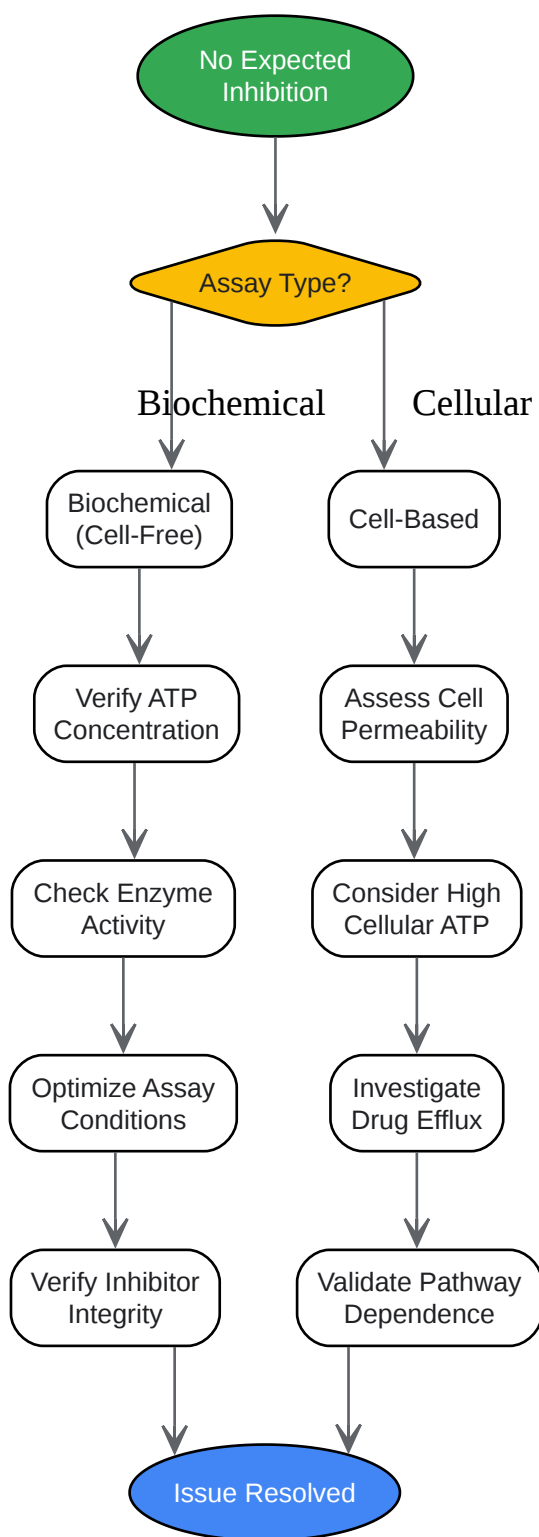 No Expected
Inhibition
Assay Type?
Biochemical
Cellular
Biochemical
(Cell-Free)
Cell-Based
Verify ATP
Concentration
Assess Cell
Permeability
Check Enzyme
Activity
Consider High
Cellular ATP
Optimize Assay
Conditions
Investigate
Drug Efflux
Verify Inhibitor
Integrity
Validate Pathway
Dependence
Issue Resolved